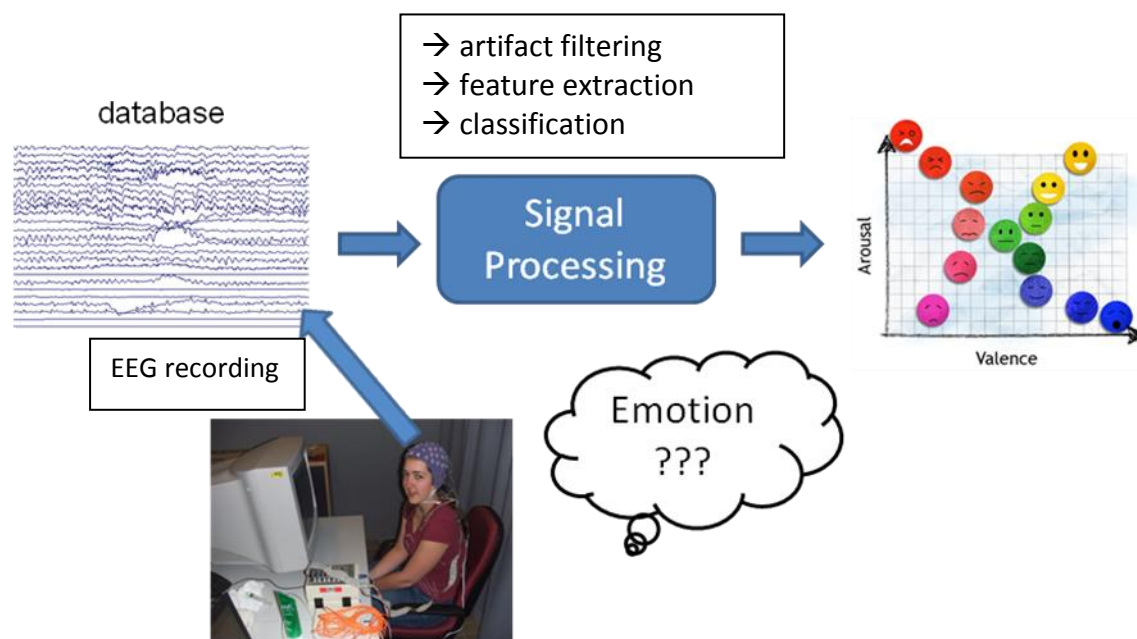 → artifact filtering
→ feature extraction
→ classification
database
Signal
Processing
Arousal
Valence
EEG recording
Emotion
???